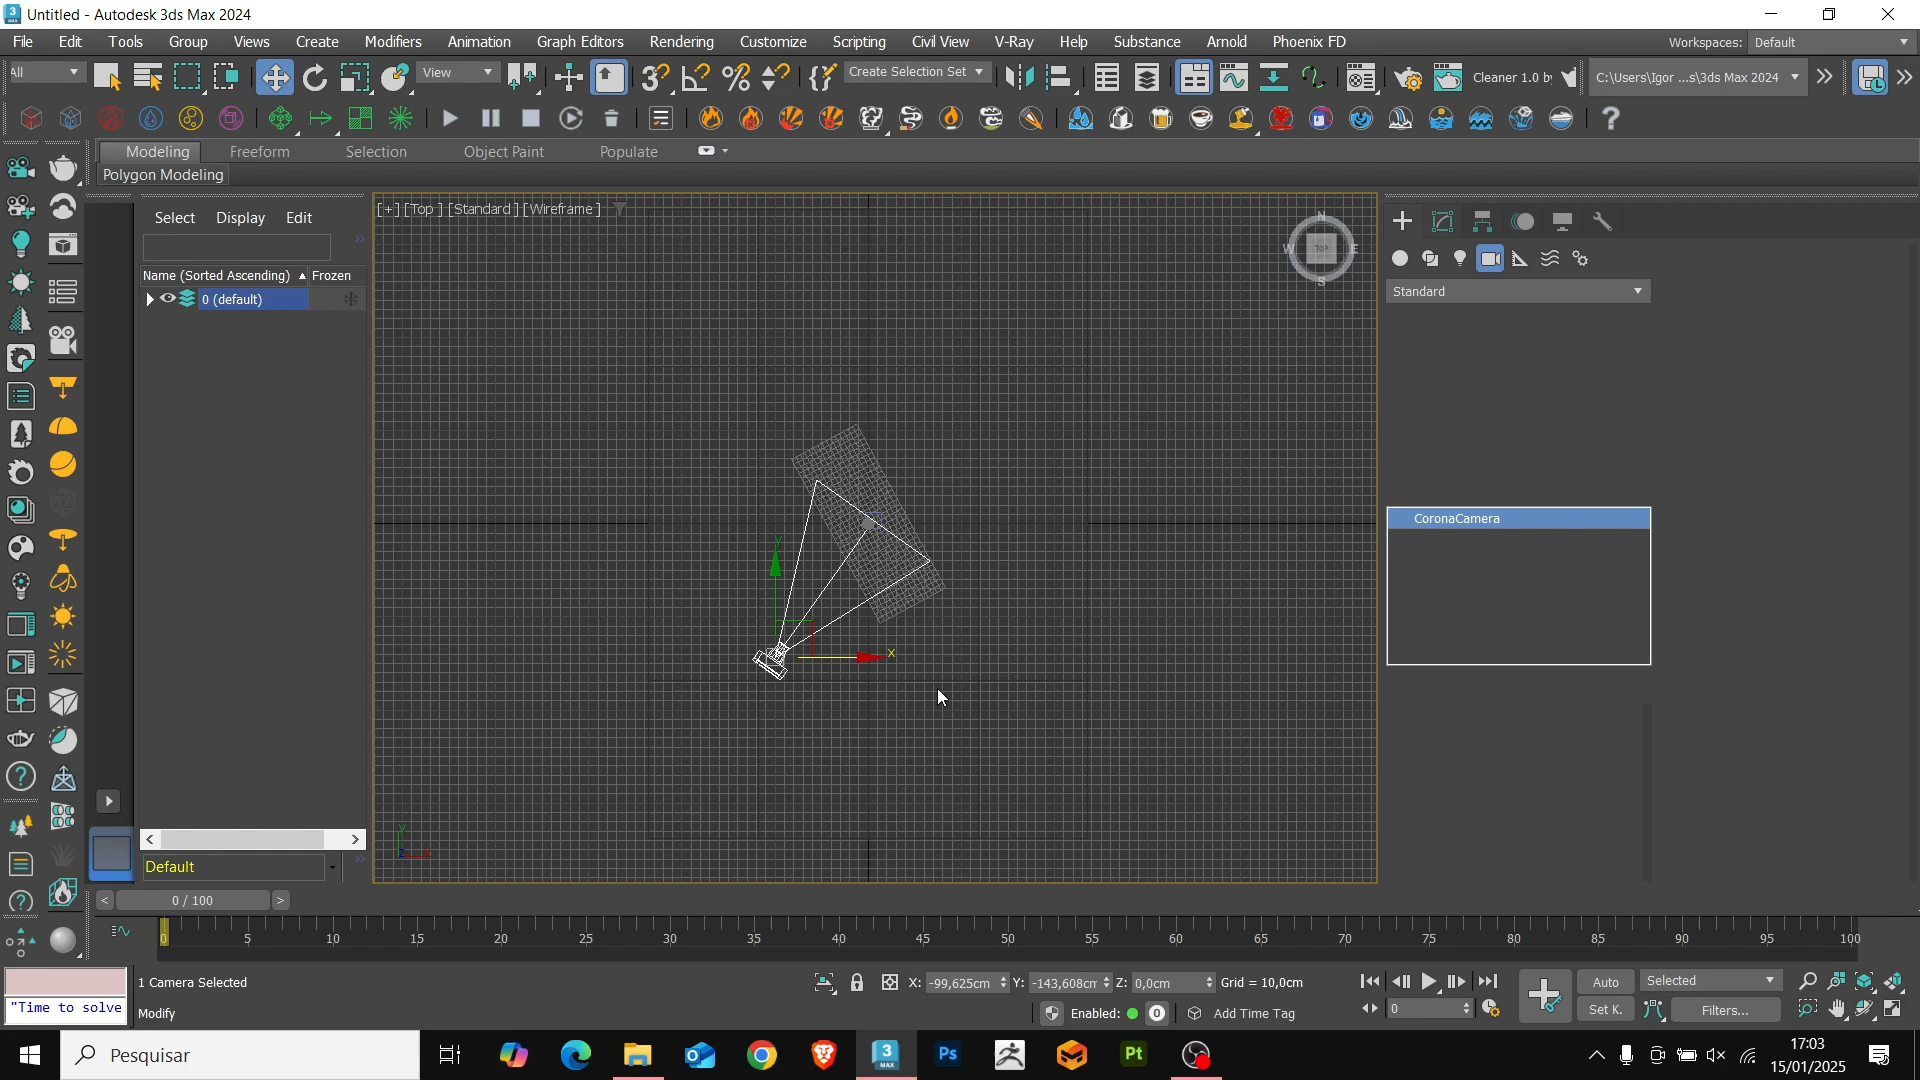 Untitled - Autodesk 3ds Max 2024
File Edit Tools Group Views Create Modifiers Animation Graph Editors Rendering Customize Scripting Civil View V-Ray Help Substance Arnold Phoenix FD
Workspaces: Default
All View Create Selection Set Cleaner 1.0 by C:\Users\Igor ...s\3ds Max 2024
Modeling Freeform Selection Object Paint Populate
Polygon Modeling
Select Display Edit
Name (Sorted Ascending) Frozen
0 (default)
[+] [Top ] [Standard ] [Wireframe ]
N
W TOP E
S
Standard
CoronaCamera
y
x
y
Default
0 / 100
0 5 10 15 20 25 30 35 40 45 50 55 60 65 70 75 80 85 90 95 100
1 Camera Selected
X: -99,625cm Y: -143,608cm Z: 0,0cm Grid = 10,0cm
Auto Selected
"Time to solve
Modify
Enabled: 0 Add Time Tag
0
Set K. Filters...
Pesquisar
17:03
15/01/2025